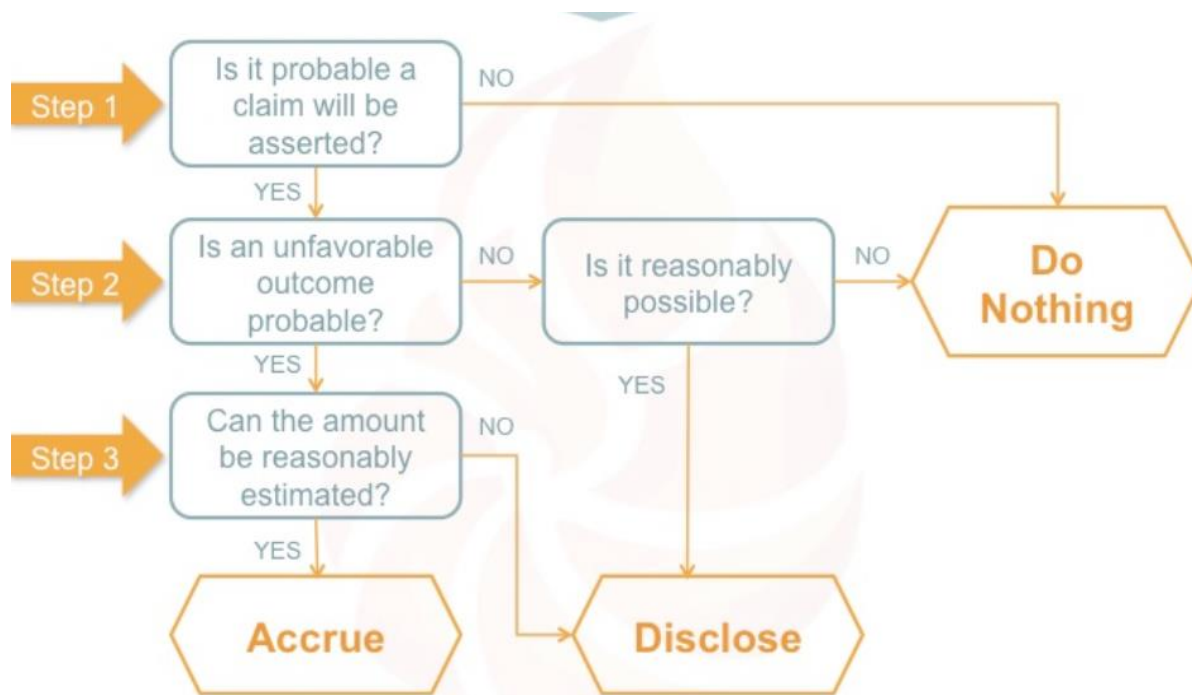 Step 1
Is it probable a
claim will be
asserted?
NO
YES
Step 2
Is an unfavorable
outcome
probable?
NO
Is it reasonably
possible?
NO
Do
Nothing
YES
YES
Step 3
Can the amount
be reasonably
estimated?
NO
YES
Accrue
Disclose